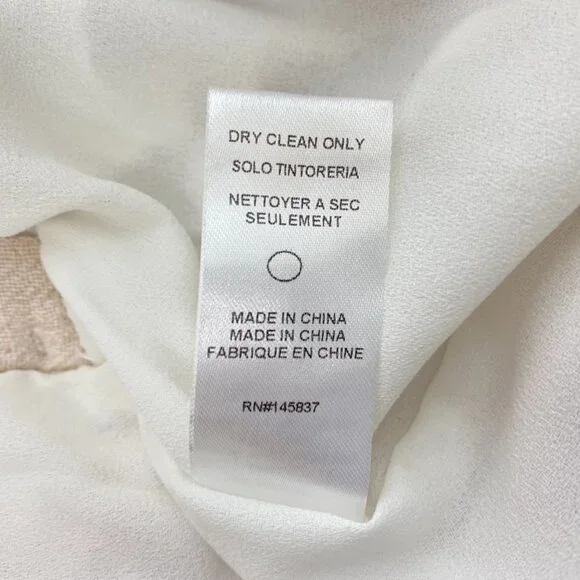 DRY CLEAN ONLY
SOLO TINTORERIA
NETTOYER A SEC
SEULEMENT
MADE IN CHINA
MADE IN CHINA
FABRIQUE EN CHINE
RN#145837